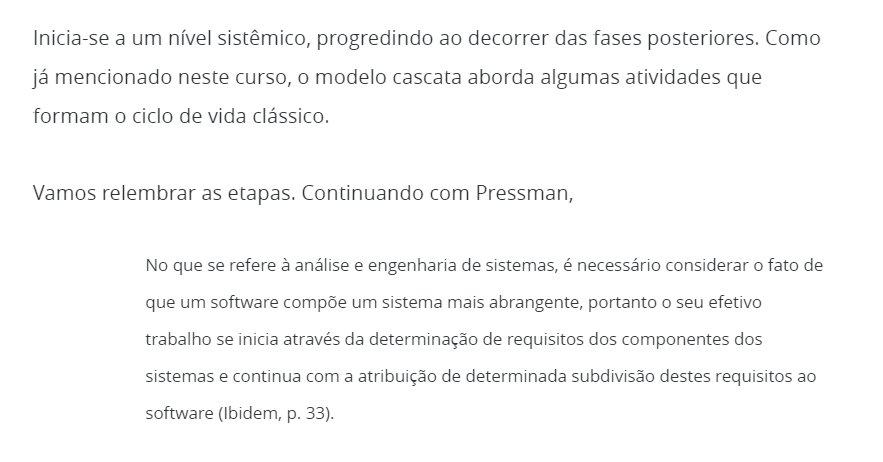 Inicia-se a um nível sistêmico, progredindo ao decorrer das fases posteriores. Como
já mencionado neste curso, o modelo cascata aborda algumas atividades que
formam o ciclo de vida clássico.
Vamos relembrar as etapas. Continuando com Pressman,
No que se refere à análise e engenharia de sistemas, é necessário considerar o fato de
que um software compõe um sistema mais abrangente, portanto o seu efetivo
trabalho se inicia através da determinação de requisitos dos componentes dos
sistemas e continua com a atribuição de determinada subdivisão destes requisitos ao
software (Ibidem, p. 33).